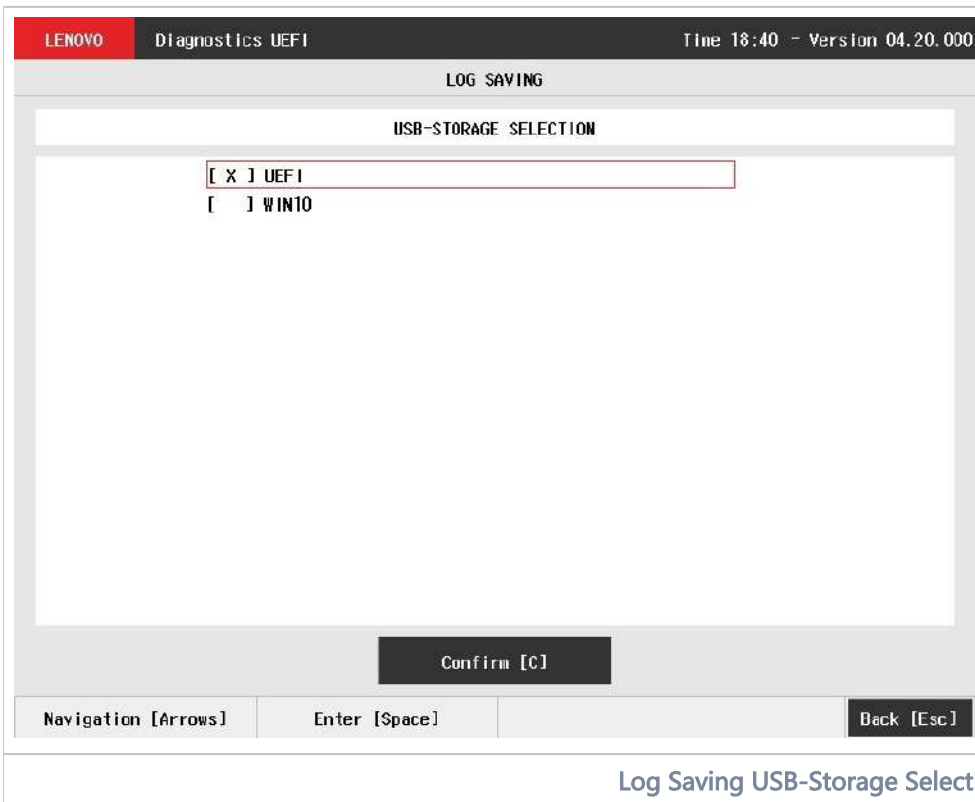 LENOVO Diagnostics UEFI Time 18:40 - Version 04.20.000
LOG SAVING
USB-STORAGE SELECTION
[ X ] UEFI
[   ] WIN10
Confirm [C]
Navigation [Arrows] Enter [Space] Back [Esc]
Log Saving USB-Storage Select